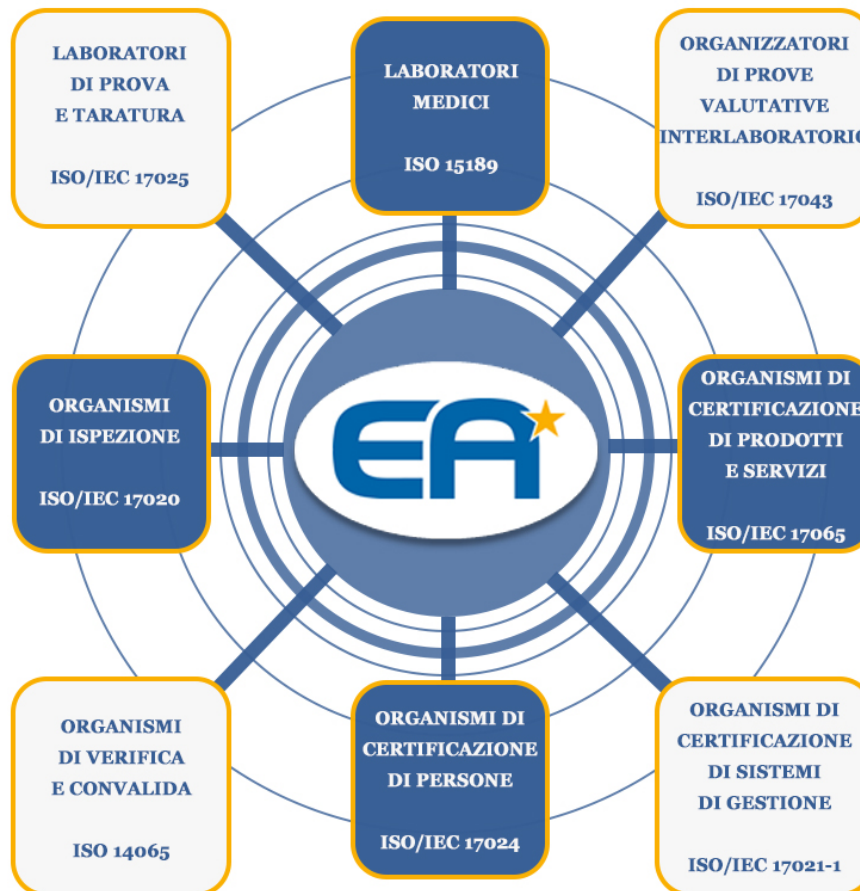 LABORATORI
DI PROVA
E TARATURA
ISO/IEC 17025
LABORATORI
MEDICI
ISO 15189
ORGANIZZATORI
DI PROVE
VALUTATIVE
INTERLABORATORIO
ISO/IEC 17043
ORGANISMI
DI ISPEZIONE
ISO/IEC 17020
EA
ORGANISMI DI
CERTIFICAZIONE
DI PRODOTTI
E SERVIZI
ISO/IEC 17065
ORGANISMI
DI VERIFICA
E CONVALIDA
ISO 14065
ORGANISMI DI
CERTIFICAZIONE
DI PERSONE
ISO/IEC 17024
ORGANISMI DI
CERTIFICAZIONE
DI SISTEMI
DI GESTIONE
ISO/IEC 17021-1